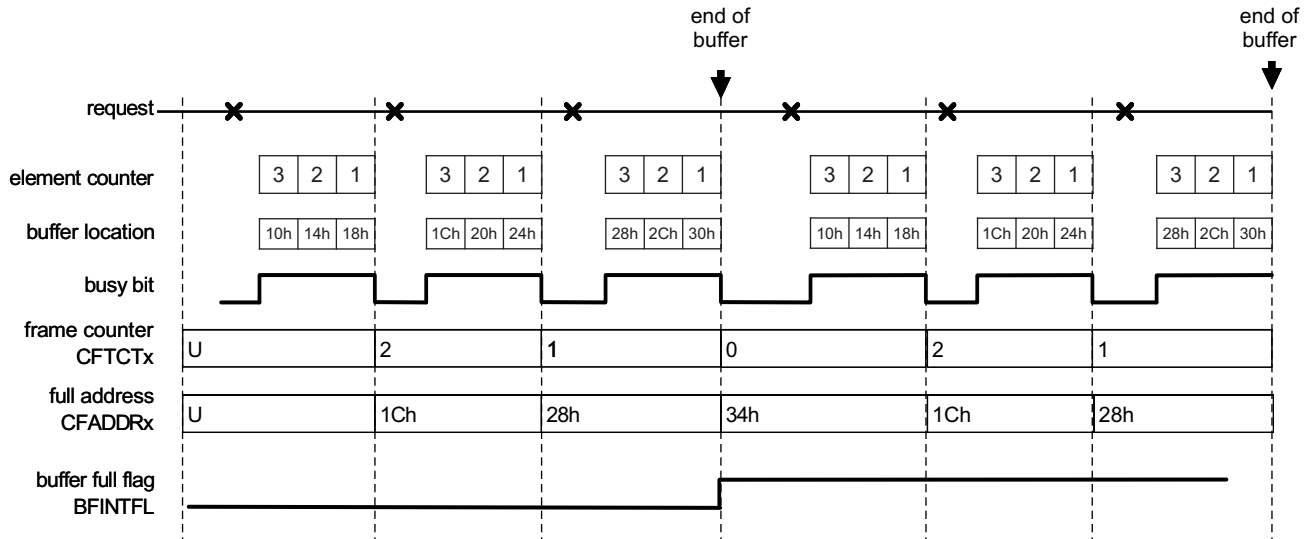 end of
buffer
end of
buffer
request
element counter
3 2 1 3 2 1 3 2 1 3 2 1 3 2 1 3 2 1
buffer location
10h 14h 18h 1Ch 20h 24h 28h 2Ch 30h 10h 14h 18h 1Ch 20h 24h 28h 2Ch 30h
busy bit
frame counter
CFTCTx
U 2 1 0 2 1
full address
CFADDRx
U 1Ch 28h 34h 1Ch 28h
buffer full flag
BFINTFL